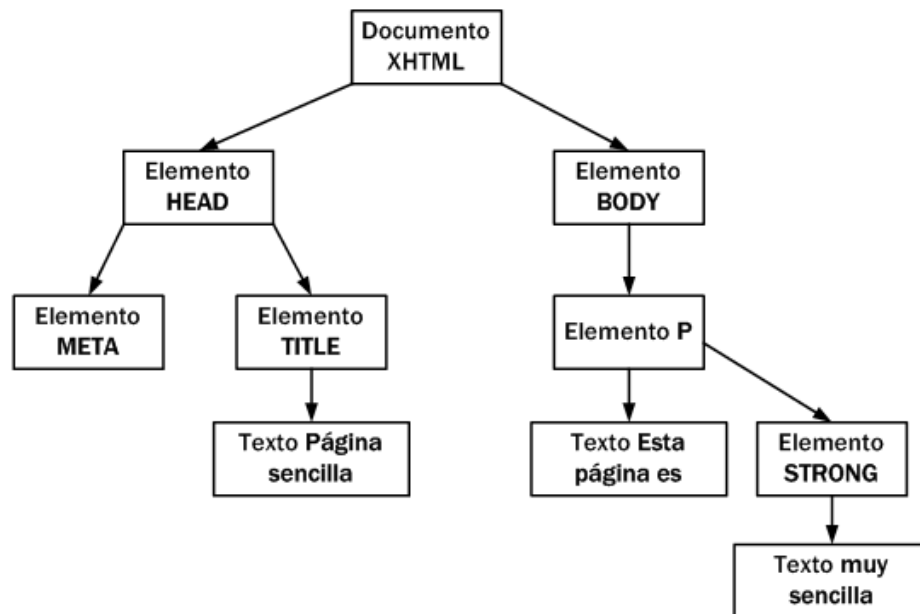 Documento
XHTML
Elemento
HEAD
Elemento
BODY
Elemento
META
Elemento
TITLE
Elemento P
Texto Página
sencilla
Texto Esta
página es
Elemento
STRONG
Texto muy
sencilla